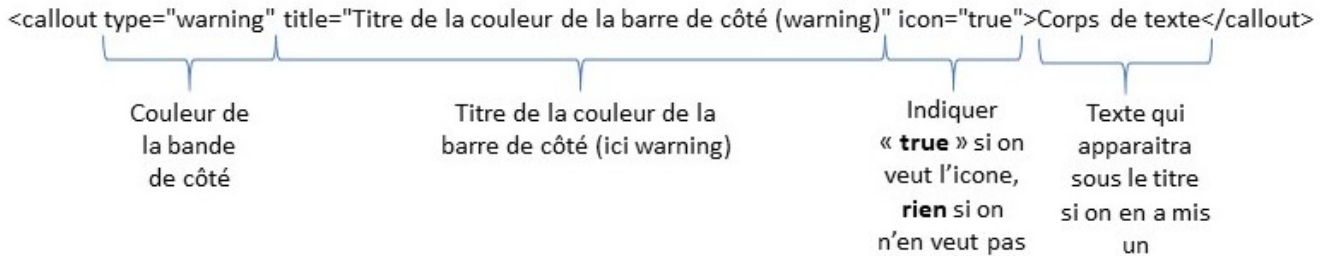 <callout type="warning" title="Titre de la couleur de la barre de côté (warning)" icon="true">Corps de texte</callout>
Couleur de
la bande
de côté
Titre de la couleur de la
barre de côté (ici warning)
Indiquer
« true » si on
veut l'icone,
rien si on
n'en veut pas
Texte qui
apparaitra
sous le titre
si on en a mis
un